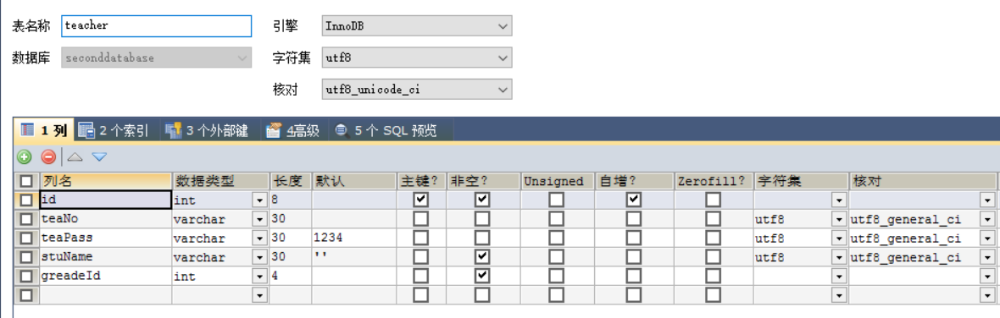 表名称 teacher 引擎 InnoDB
数据库 seconddatabase 字符集 utf8
核对 utf8_unicode_ci
1 列 2 个索引 3 个外部键 4高级 5 个 SQL 预览
列名 数据类型 长度 默认 主键? 非空? Unsigned 自增? Zerofill? 字符集 核对
id int 8
teaNo varchar 30 utf8 utf8_general_ci
teaPass varchar 30 1234 utf8 utf8_general_ci
stuName varchar 30 '' utf8 utf8_general_ci
greadeId int 4